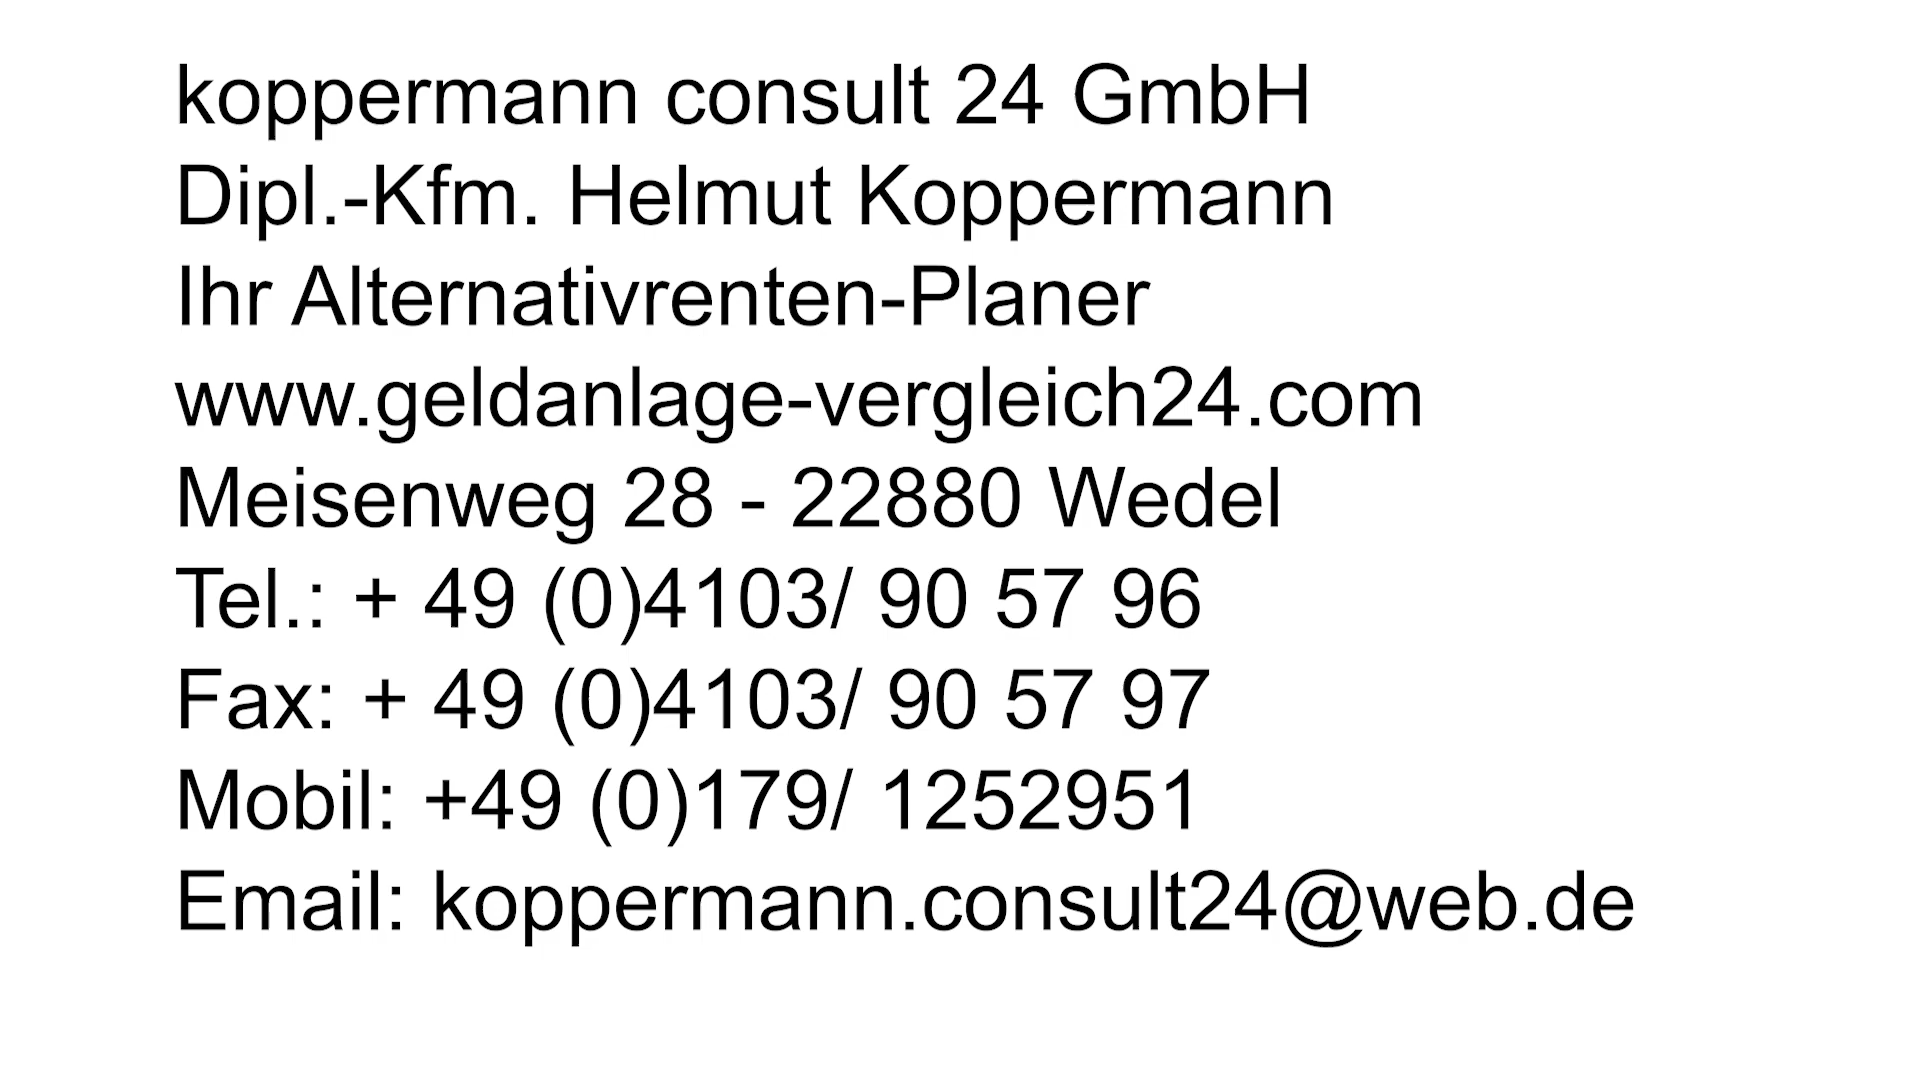 koppermann consult 24 GmbH
Dipl.-Kfm. Helmut Koppermann
Ihr Alternativrenten-Planer
www.geldanlage-vergleich24.com
Meisenweg 28 - 22880 Wedel
Tel.: + 49 (0)4103/ 90 57 96
Fax: + 49 (0)4103/ 90 57 97
Mobil: +49 (0)179/ 1252951
Email: koppermann.consult24@web.de